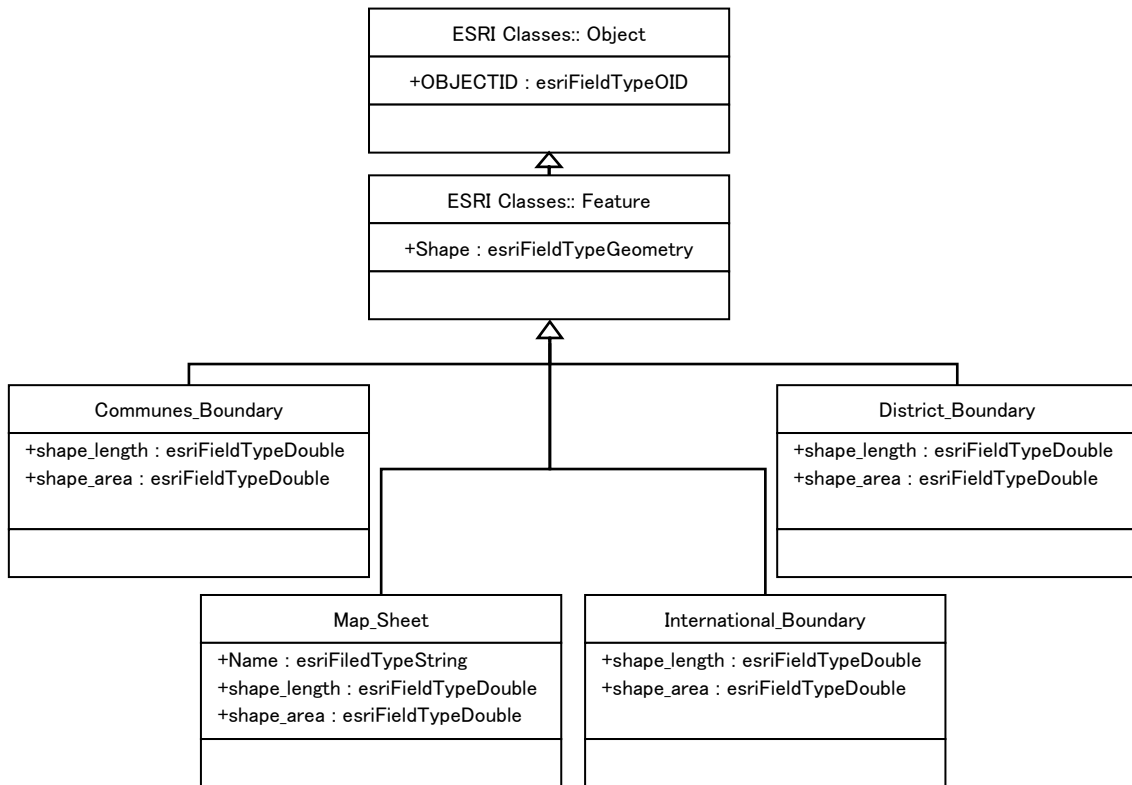 ESRI Classes:: Object
+OBJECTID : esriFieldTypeOID
ESRI Classes:: Feature
+Shape : esriFieldTypeGeometry
Communes_Boundary
+shape_length : esriFieldTypeDouble
+shape_area : esriFieldTypeDouble
District_Boundary
+shape_length : esriFieldTypeDouble
+shape_area : esriFieldTypeDouble
Map_Sheet
+Name : esriFiledTypeString
+shape_length : esriFieldTypeDouble
+shape_area : esriFieldTypeDouble
International_Boundary
+shape_length : esriFieldTypeDouble
+shape_area : esriFieldTypeDouble